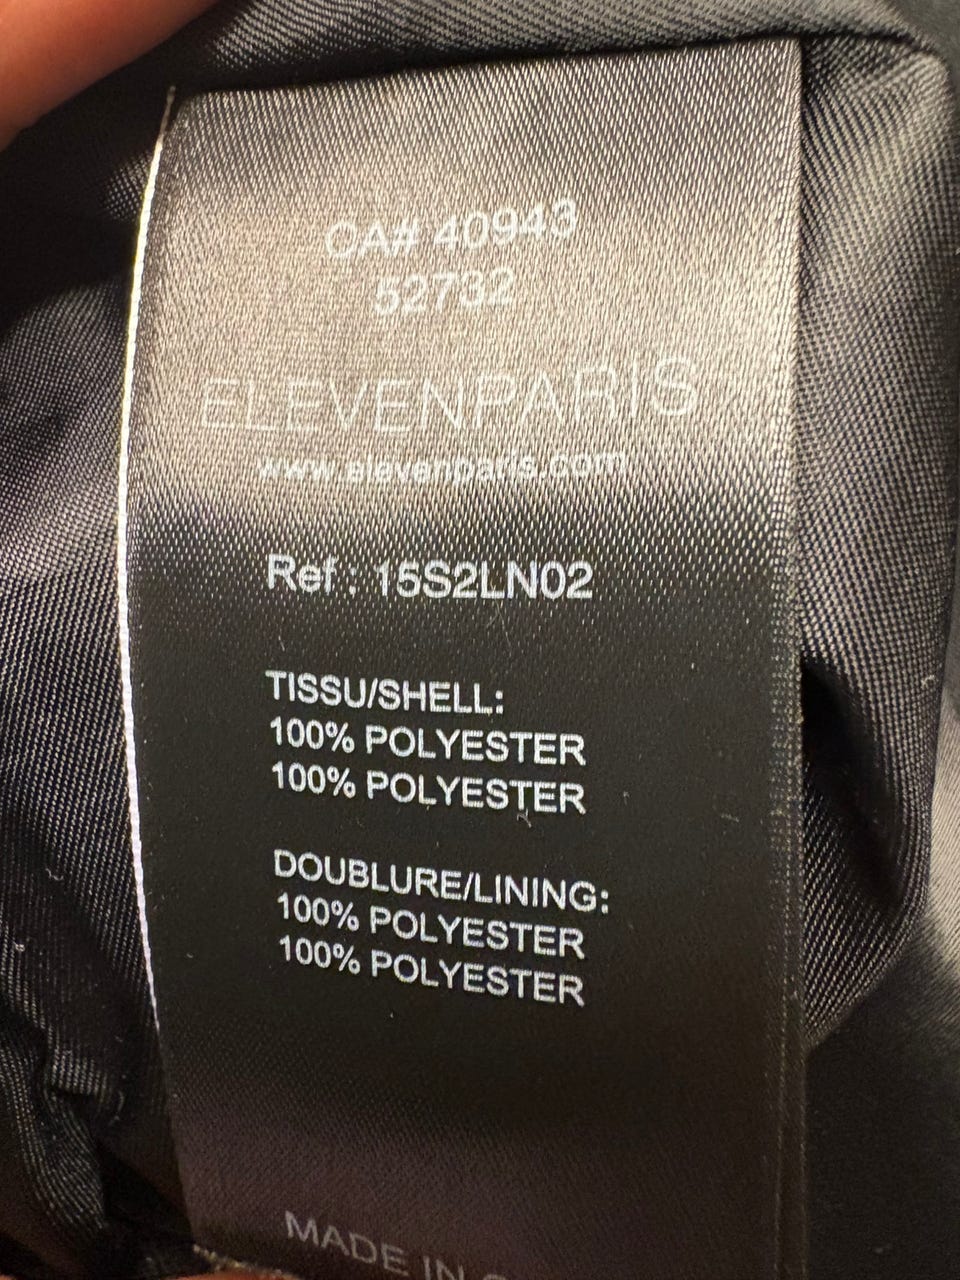 CA# 40943
52732
ELEVENPARIS
www.elevenparis.com
Ref : 15S2LN02
TISSU/SHELL:
100% POLYESTER
100% POLYESTER
DOUBLURE/LINING:
100% POLYESTER
100% POLYESTER
MADE IN